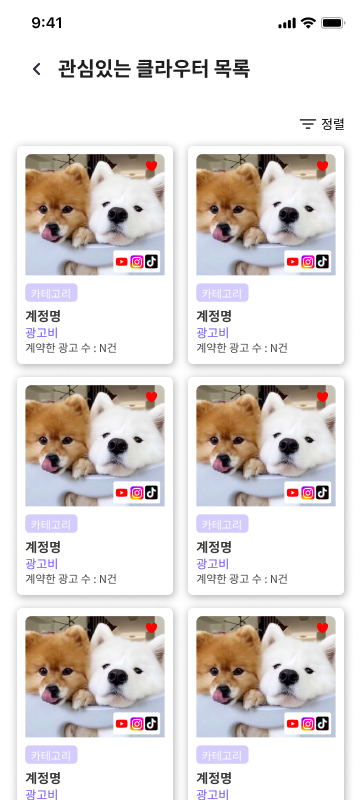 9:41
관심있는 클라우터 목록
정렬
카테고리
계정명
광고비
계약한 광고 수 : N건
카테고리
계정명
광고비
계약한 광고 수 : N건
카테고리
계정명
광고비
계약한 광고 수 : N건
카테고리
계정명
광고비
계약한 광고 수 : N건
카테고리
계정명
광고비
카테고리
계정명
광고비